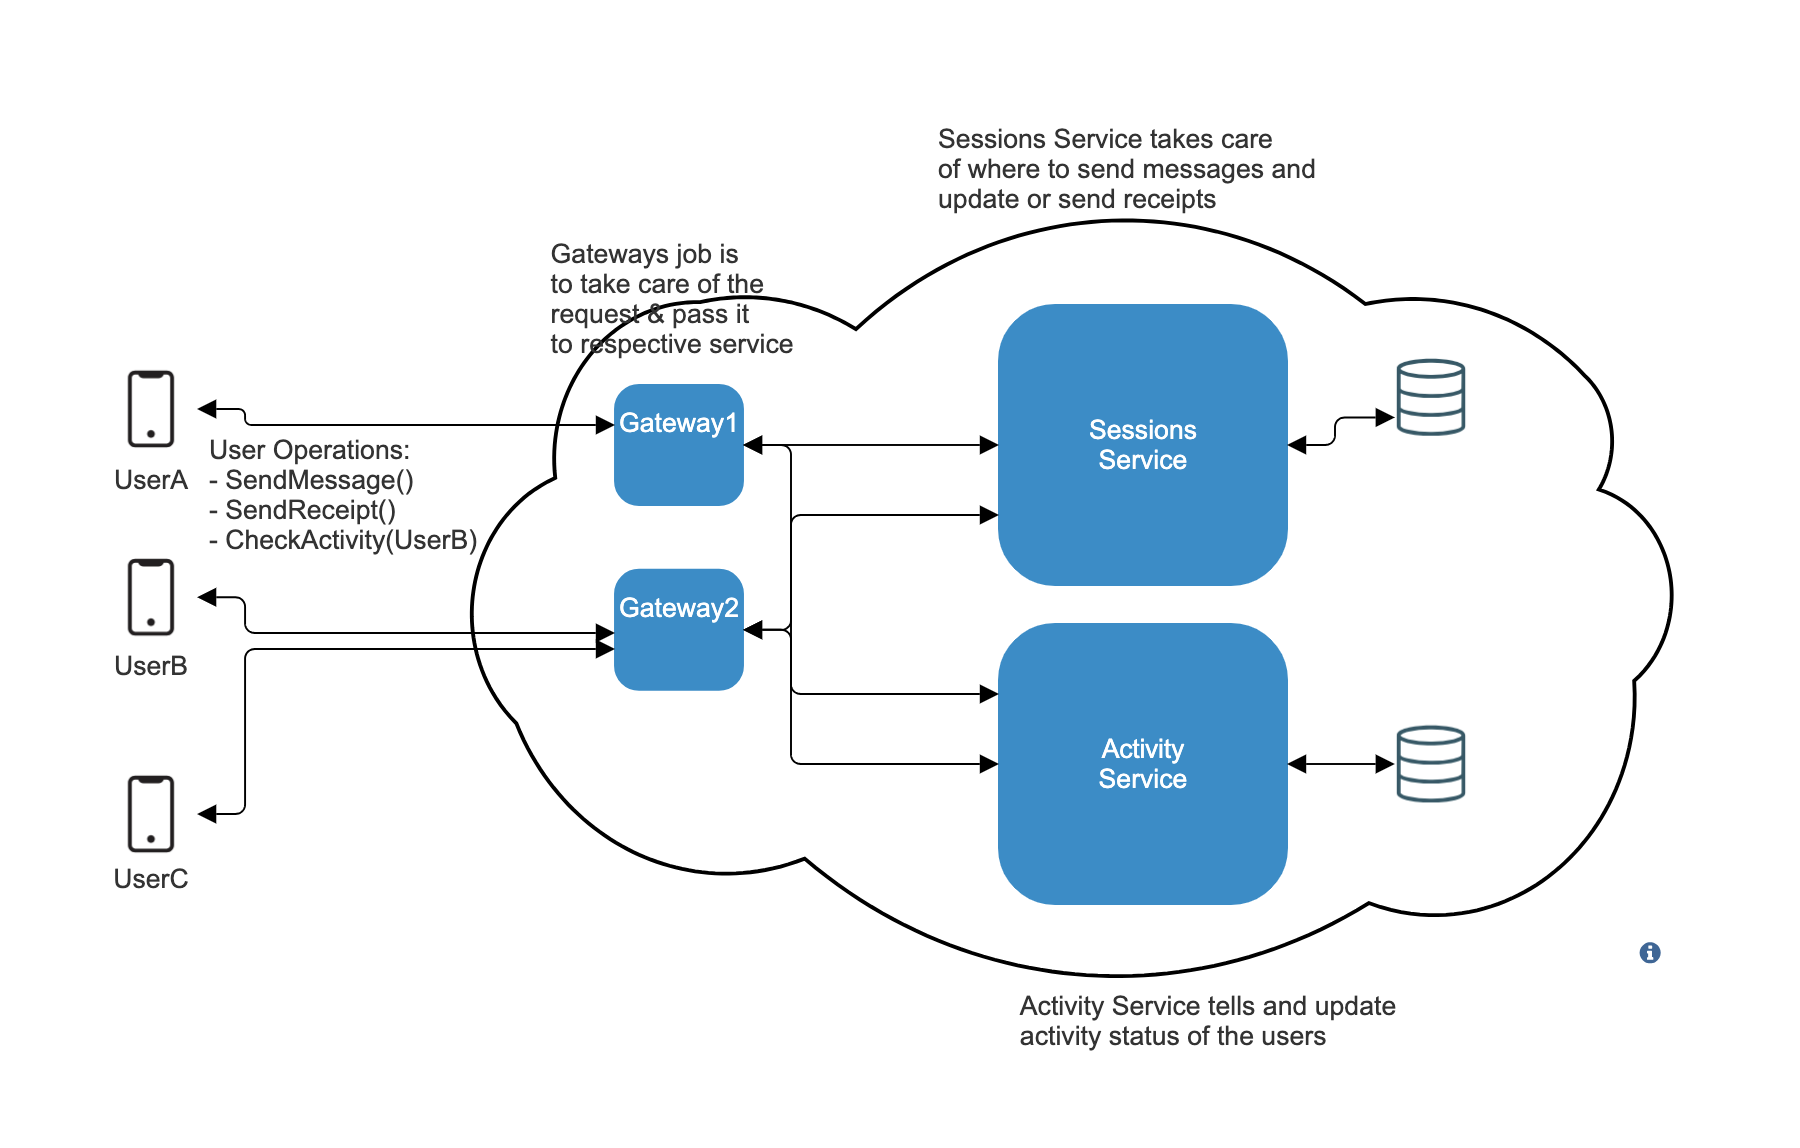 Sessions Service takes care
of where to send messages and
update or send receipts
Gateways job is
to take care of the
request & pass it
to respective service
Gateway1
Sessions
Service
UserA
User Operations:
- SendMessage()
- SendReceipt()
- CheckActivity(UserB)
Gateway2
UserB
Activity
Service
UserC
Activity Service tells and update
activity status of the users